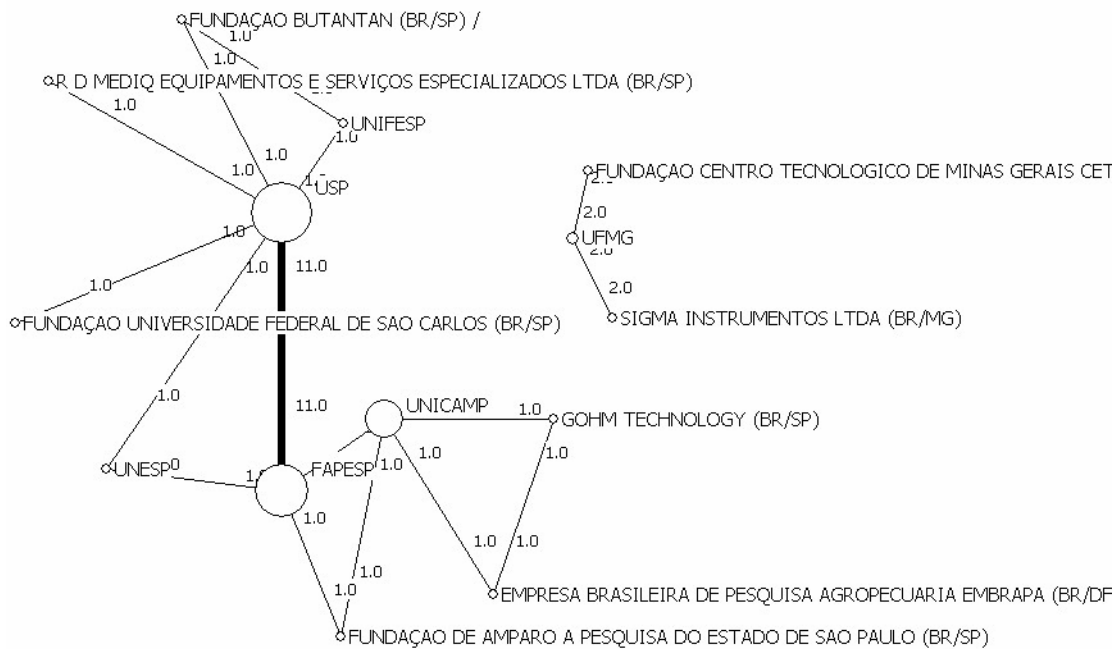 FUNDAÇAO BUTANTAN (BR/SP) /
1.0
1.0
1.0
R D MEDIQ EQUIPAMENTOS E SERVIÇOS ESPECIALIZADOS LTDA (BR/SP)
1.0
UNIFESP
1.0
1.0
1.0
FUNDAÇAO CENTRO TECNOLOGICO DE MINAS GERAIS CET
USP
2.0
UFMG
1.0
2.0
1.0
11.0
1.0
2.0
SIGMA INSTRUMENTOS LTDA (BR/MG)
FUNDAÇAO UNIVERSIDADE FEDERAL DE SAO CARLOS (BR/SP)
1.0
11.0
UNICAMP
1.0
GOHM TECHNOLOGY (BR/SP)
1.0
1.0
UNESP
FAPESP
1.0
1.0
1.0
1.0
1.0
1.0
1.0
EMPRESA BRASILEIRA DE PESQUISA AGROPECUARIA EMBRAPA (BR/DF
FUNDAÇAO DE AMPARO A PESQUISA DO ESTADO DE SAO PAULO (BR/SP)